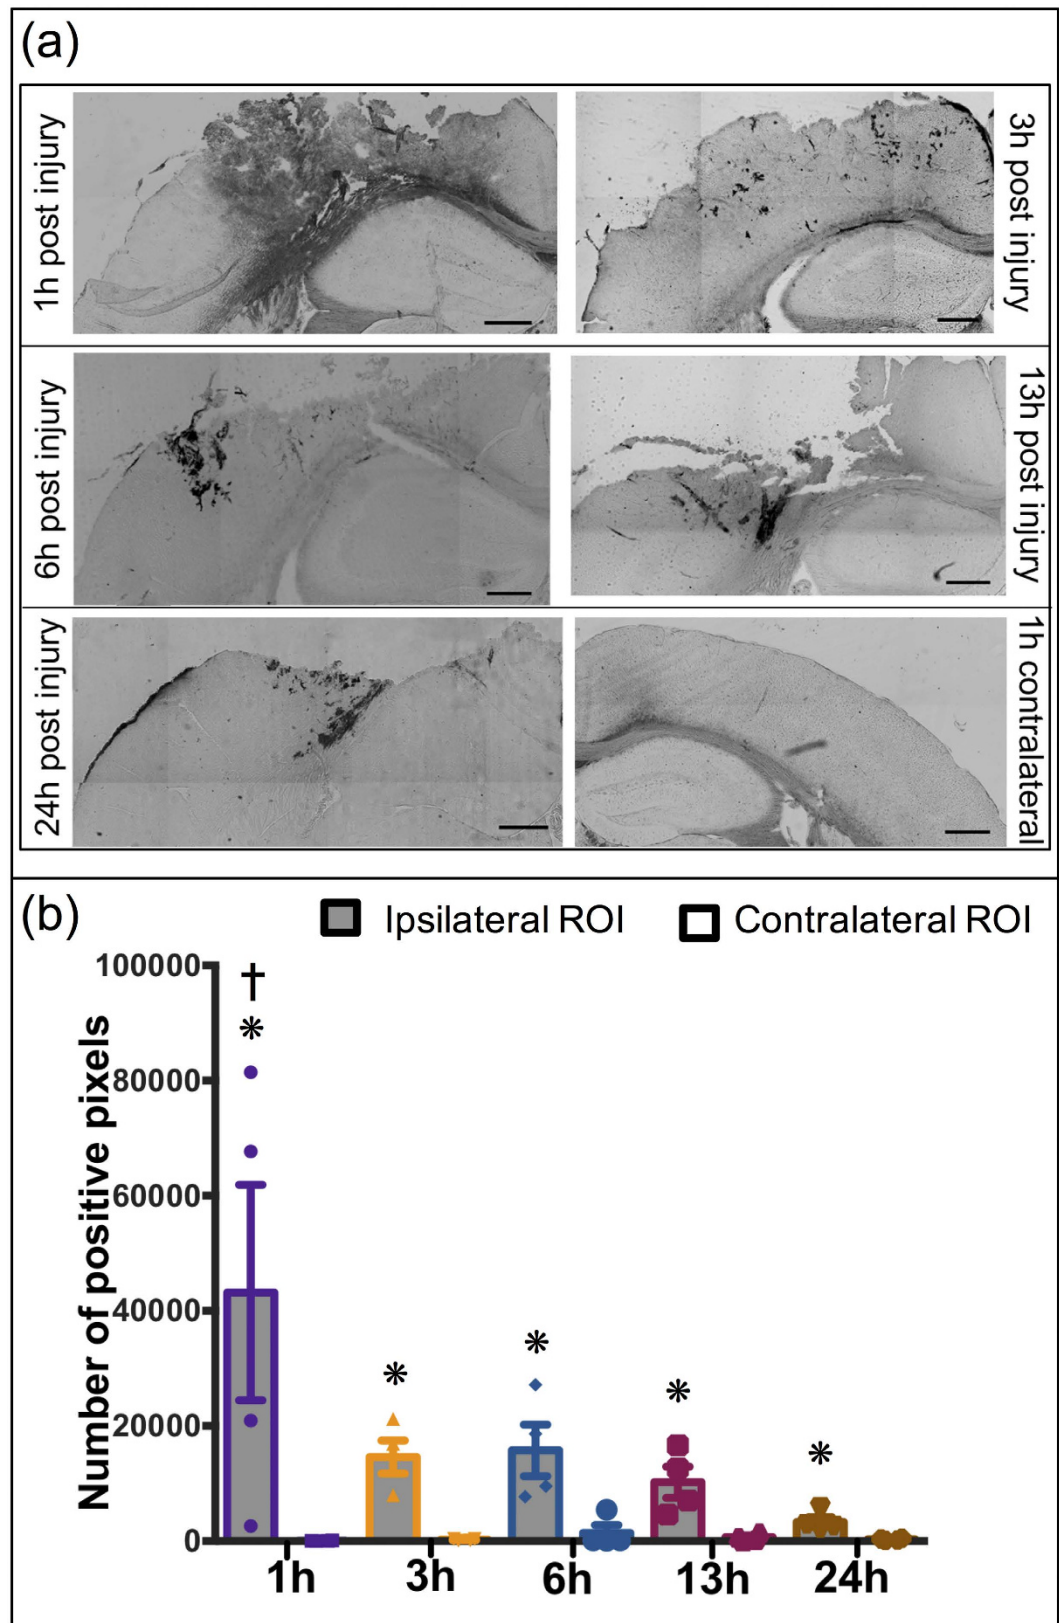 (a)
1h post injury
3h post injury
6h post injury
13h post injury
24h post injury
1h contralateral
(b)
Ipsilateral ROI
Contralateral ROI
Number of positive pixels
100000
80000
60000
40000
20000
0
†
*
*
*
*
*
1h
3h
6h
13h
24h